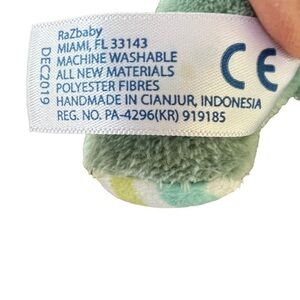 RaZbaby
MIAMI, FL 33143
MACHINE WASHABLE
ALL NEW MATERIALS
POLYESTER FIBRES
HANDMADE IN CIANJUR, INDONESIA
REG. NO. PA-4296(KR) 919185
DEC2019
CE